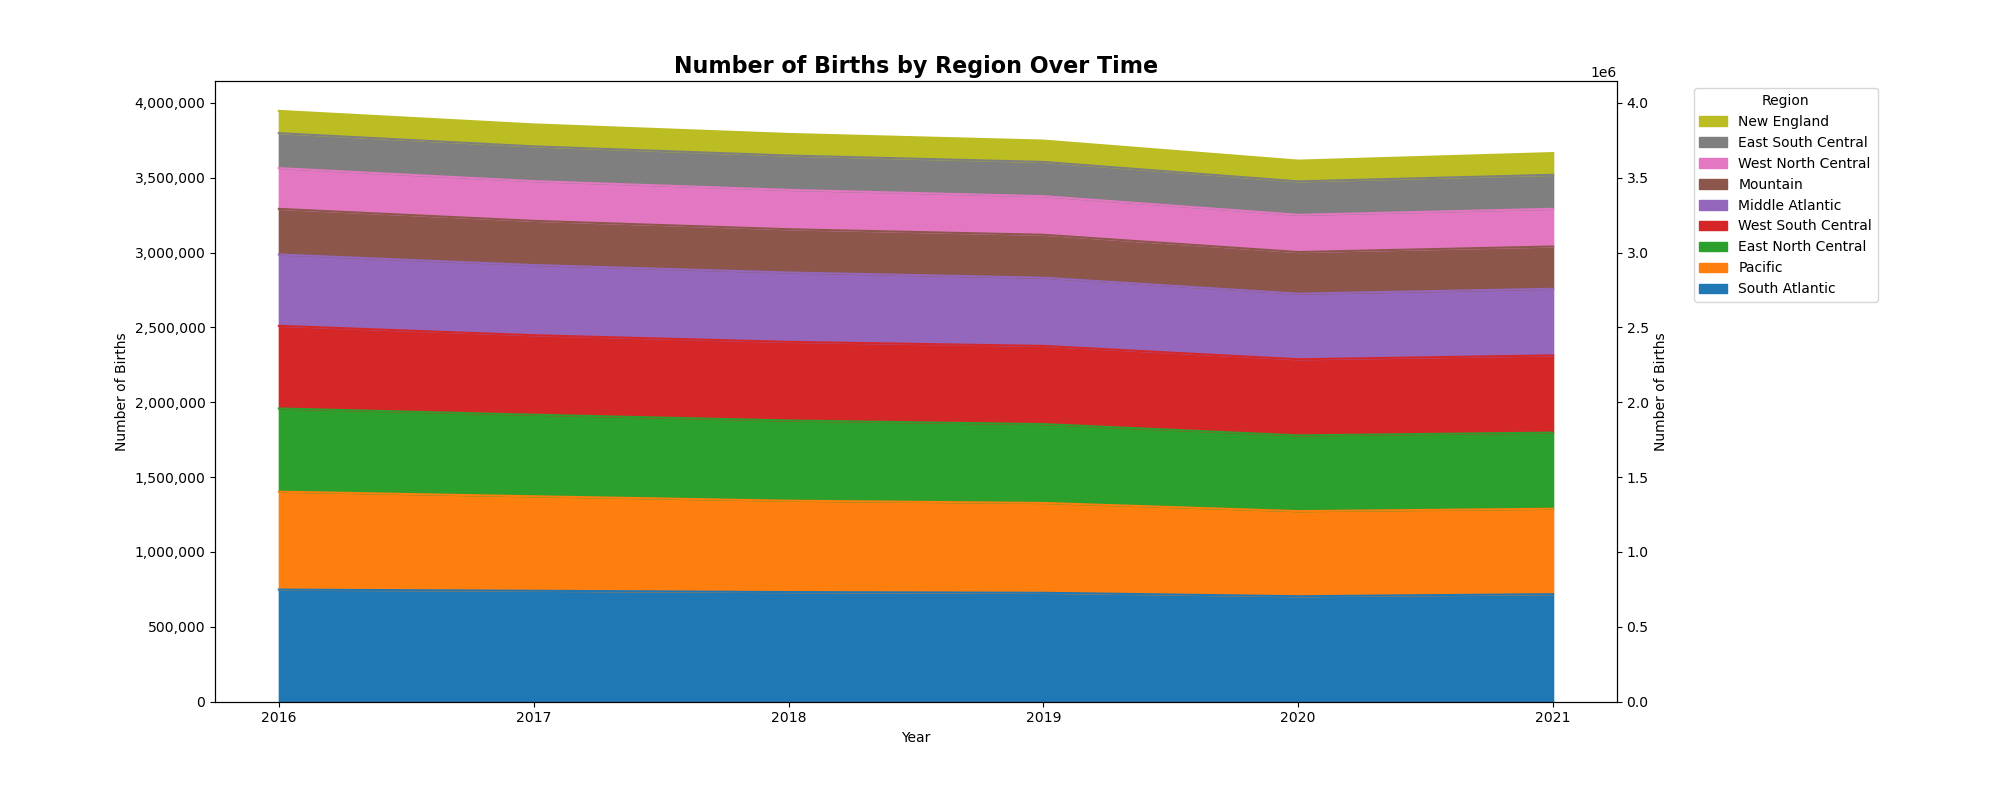 Number of Births by Region Over Time
1e6
Number of Births
4,000,000
3,500,000
3,000,000
2,500,000
2,000,000
1,500,000
1,000,000
500,000
0
2016 2017 2018 2019 2020 2021
Year
4.0
3.5
3.0
2.5
2.0
1.5
1.0
0.5
0.0
Number of Births
Region
New England
East South Central
West North Central
Mountain
Middle Atlantic
West South Central
East North Central
Pacific
South Atlantic